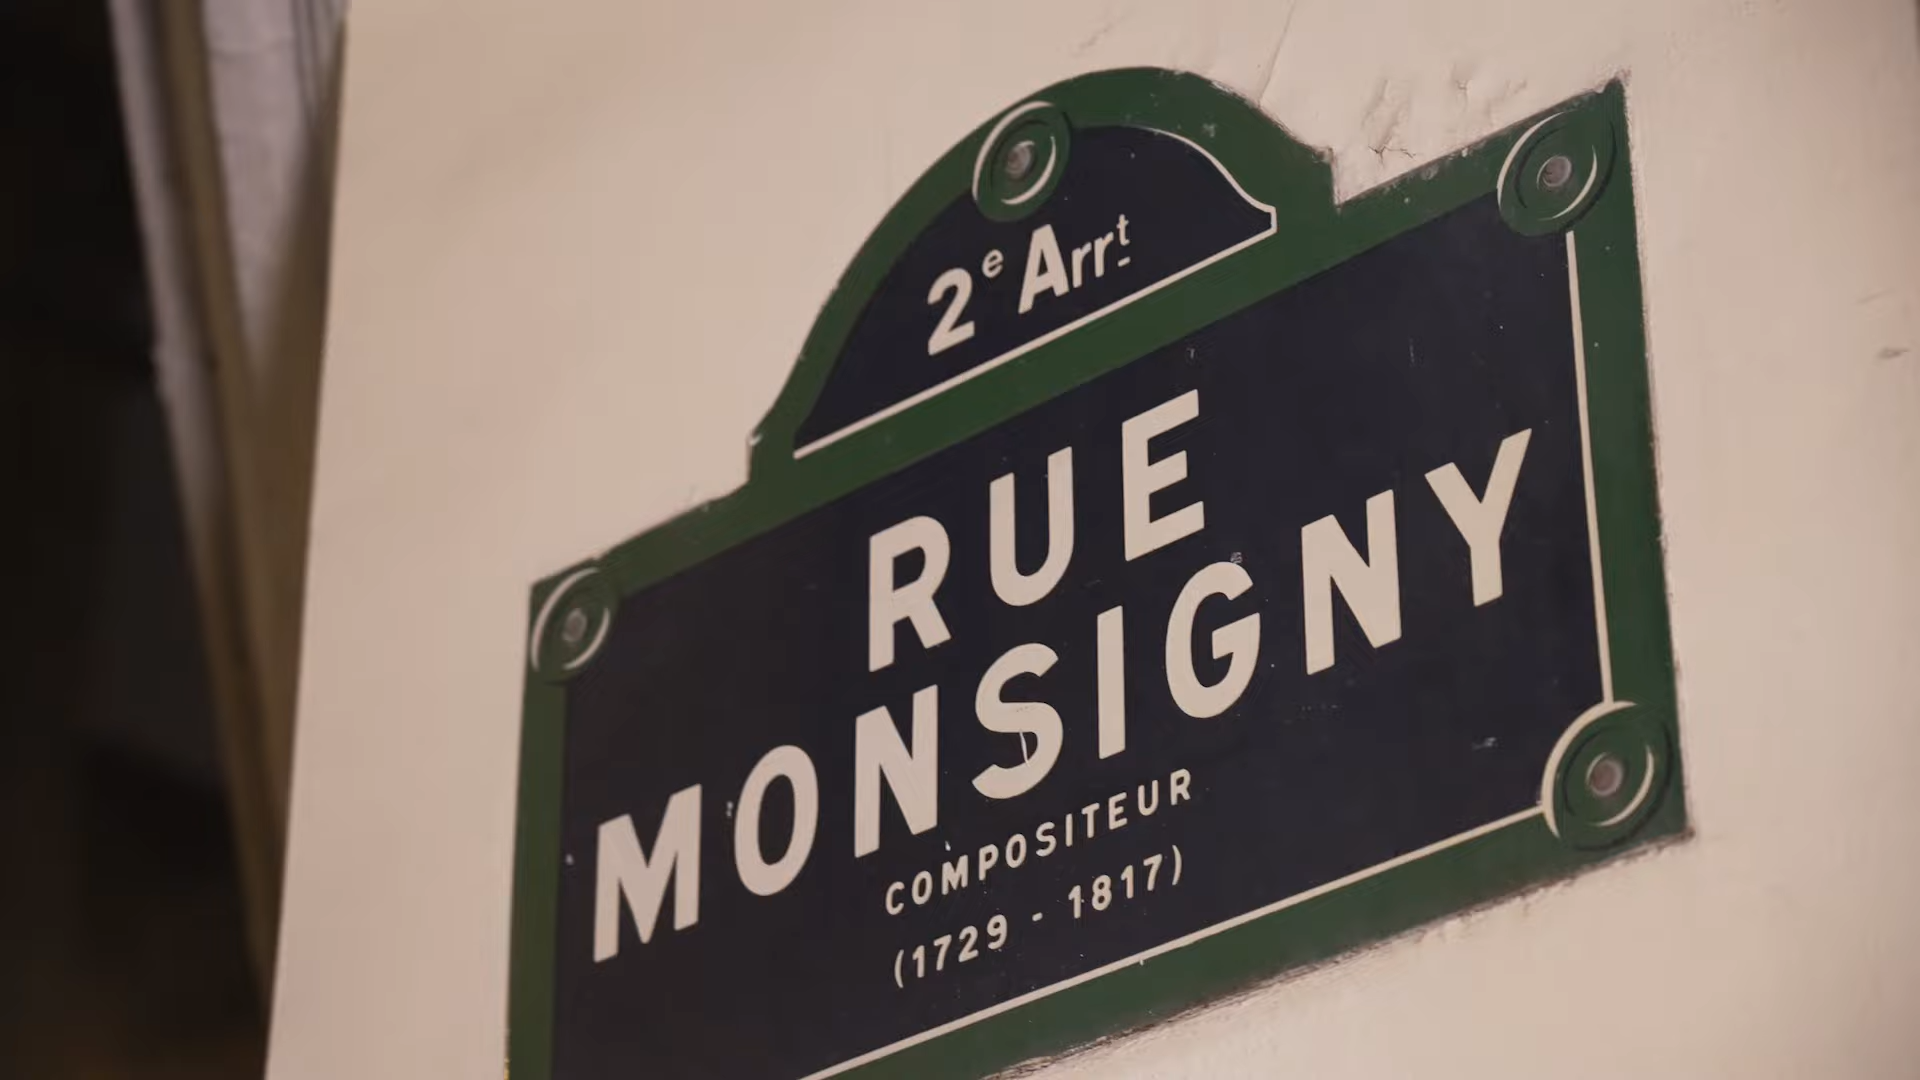 2e Arrt
RUE
MONSIGNY
COMPOSITEUR
(1729 - 1817)